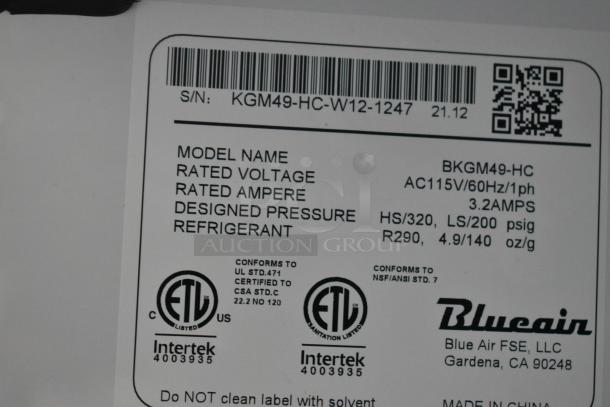 S/N: KGM49-HC-W12-1247 21.12
MODEL NAME BKGM49-HC
RATED VOLTAGE AC115V/60Hz/1ph
RATED AMPERE 3.2AMPS
DESIGNED PRESSURE HS/320, LS/200 psig
REFRIGERANT R290, 4.9/140 oz/g
AUCTION GROUP
CONFORMS TO
UL STD.471
CERTIFIED TO
CSA STD.C
22.2 NO 120
CONFORMS TO
NSF/ANSI STD. 7
ETL
LISTED
C US
Intertek
4003935
ETL
SANITATION LISTED
Intertek
4003935
Blueair
Blue Air FSE, LLC
Gardena, CA 90248
Do NOT clean label with solvent
MADE IN CHINA